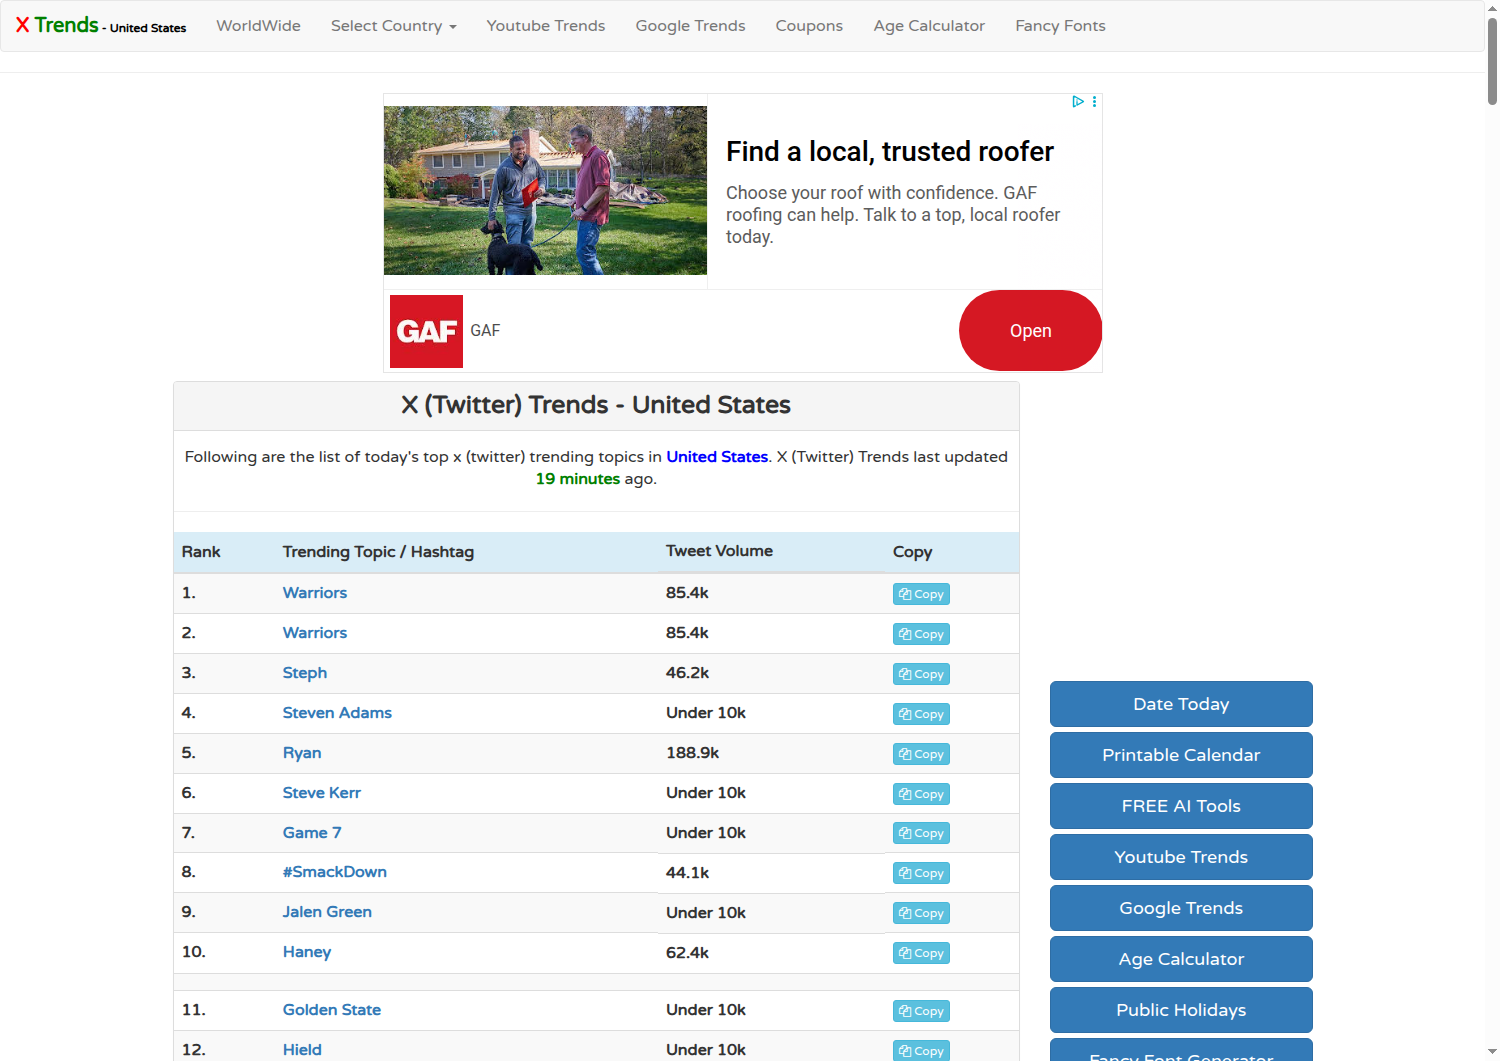 X Trends - United States
WorldWide
Select Country
Youtube Trends
Google Trends
Coupons
Age Calculator
Fancy Fonts
Find a local, trusted roofer
Choose your roof with confidence. GAF
roofing can help. Talk to a top, local roofer
today.
GAF
GAF
Open
X (Twitter) Trends - United States
Following are the list of today's top x (twitter) trending topics in United States. X (Twitter) Trends last updated
19 minutes ago.
Rank Trending Topic / Hashtag Tweet Volume Copy
1. Warriors 85.4k Copy
2. Warriors 85.4k Copy
3. Steph 46.2k Copy
4. Steven Adams Under 10k Copy
5. Ryan 188.9k Copy
6. Steve Kerr Under 10k Copy
7. Game 7 Under 10k Copy
8. #SmackDown 44.1k Copy
9. Jalen Green Under 10k Copy
10. Haney 62.4k Copy
11. Golden State Under 10k Copy
12. Hield Under 10k Copy
Date Today
Printable Calendar
FREE AI Tools
Youtube Trends
Google Trends
Age Calculator
Public Holidays
Fancy Font Generator